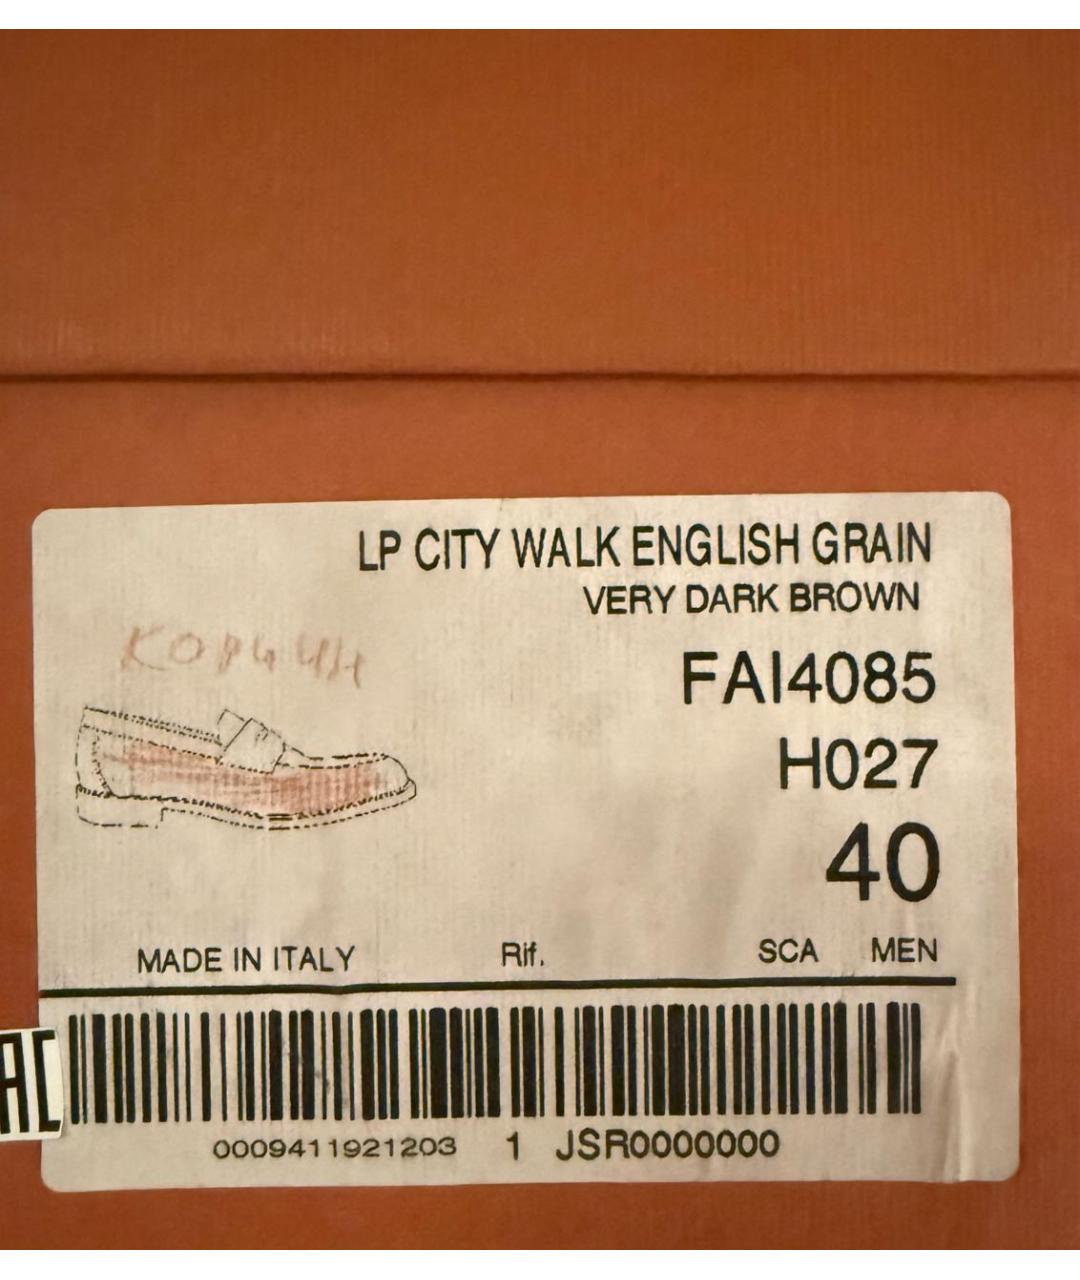 LP CITY WALK ENGLISH GRAIN
VERY DARK BROWN
FAI4085
H027
40
MADE IN ITALY Rif. SCA MEN
0009411921203 1 JSR0000000